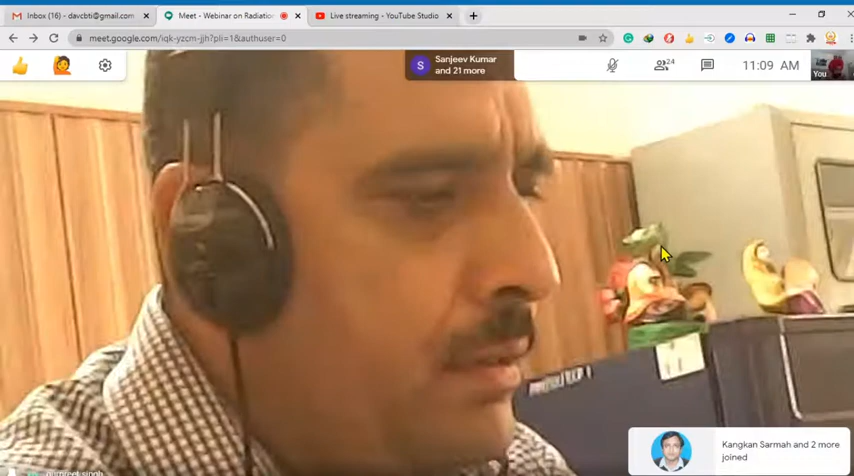 Inbox (16) - davcbti@gmail.com
Meet - Webinar on Radiation
Live streaming - YouTube Studio
meet.google.com/iqk-yzcm-jjh?pli=1&authuser=0
S
Sanjeev Kumar
and 21 more
24
11:09 AM
You
Kangkan Sarmah and 2 more
joined